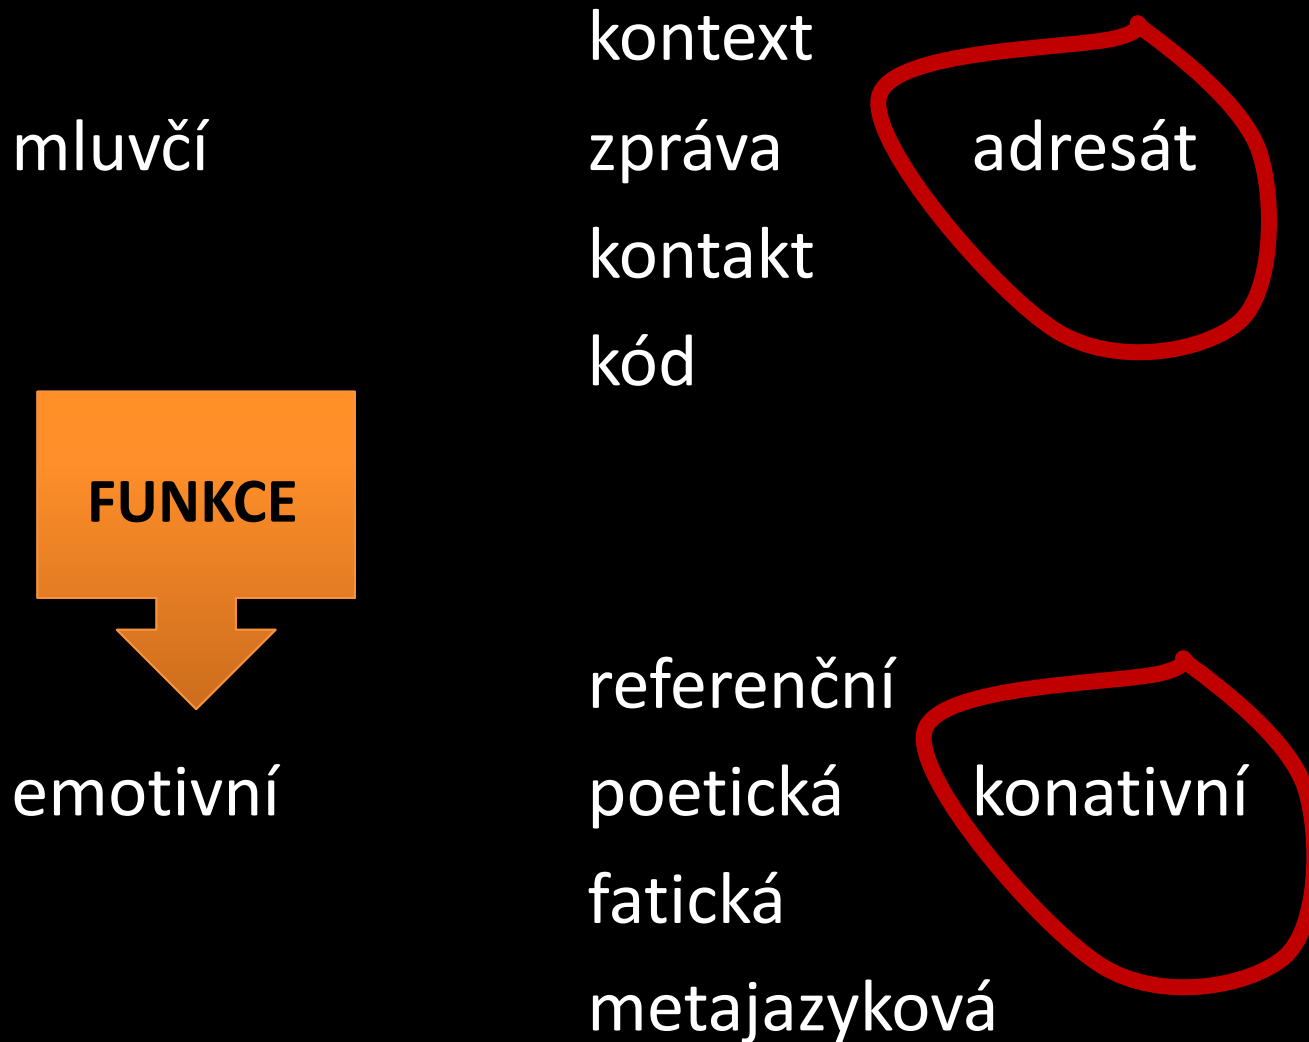 kontext
mluvčí zpráva adresát
kontakt
kód
FUNKCE
referenční
emotivní poetická konativní
fatická
metajazyková